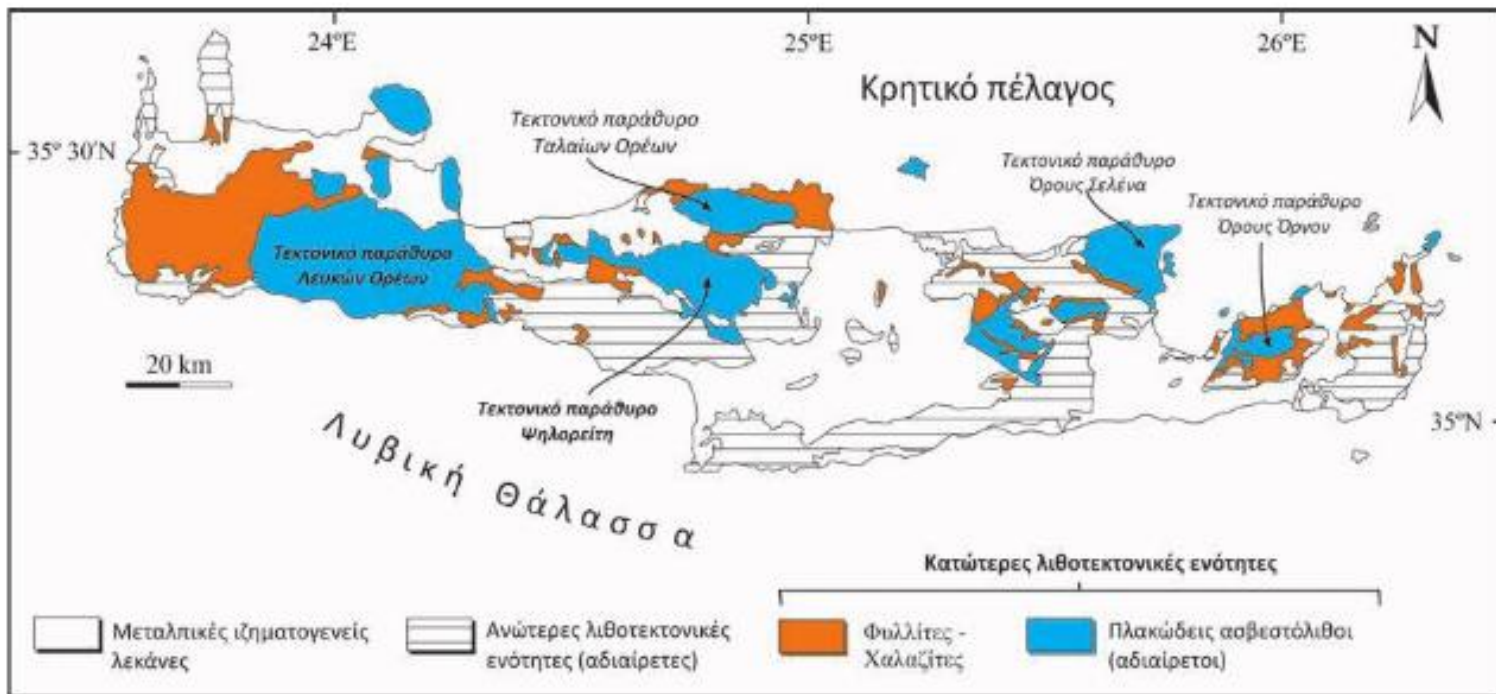 24°E
25°E
26°E
N
Κρητικό πέλαγος
35° 30'N
Τεκτονικό παράθυρο
Ταλαίων Ορέων
Τεκτονικό παράθυρο
Όρους Σελένα
Τεκτονικό παράθυρο
Όρους Όρνου
Τεκτονικό παράθυρο
Λευκών Ορέων
20 km
Τεκτονικό παράθυρο
Ψηλορείτη
35°N
Λυβική Θάλασσα
Κατώτερες λιθοτεκτονικές ενότητες
Μεταλπικές ιζηματογενείς
λεκάνες
Ανώτερες λιθοτεκτονικές
ενότητες (αδιαίρετες)
Φυλλίτες -
Χαλαζίτες
Πλακώδεις ασβεστόλιθοι
(αδιαίρετοι)